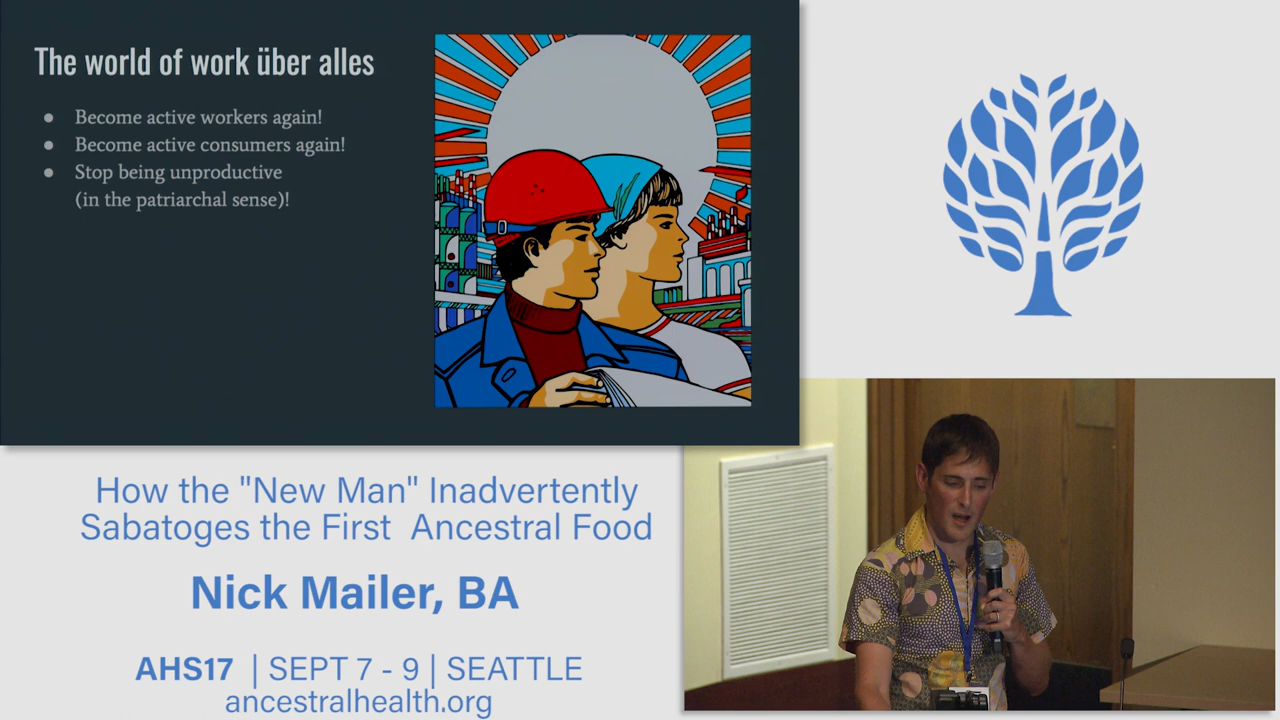 The world of work über alles
● Become active workers again!
● Become active consumers again!
● Stop being unproductive
(in the patriarchal sense)!
How the "New Man" Inadvertently
Sabatoges the First Ancestral Food
Nick Mailer, BA
AHS17 | SEPT 7 - 9 | SEATTLE
ancestralhealth.org